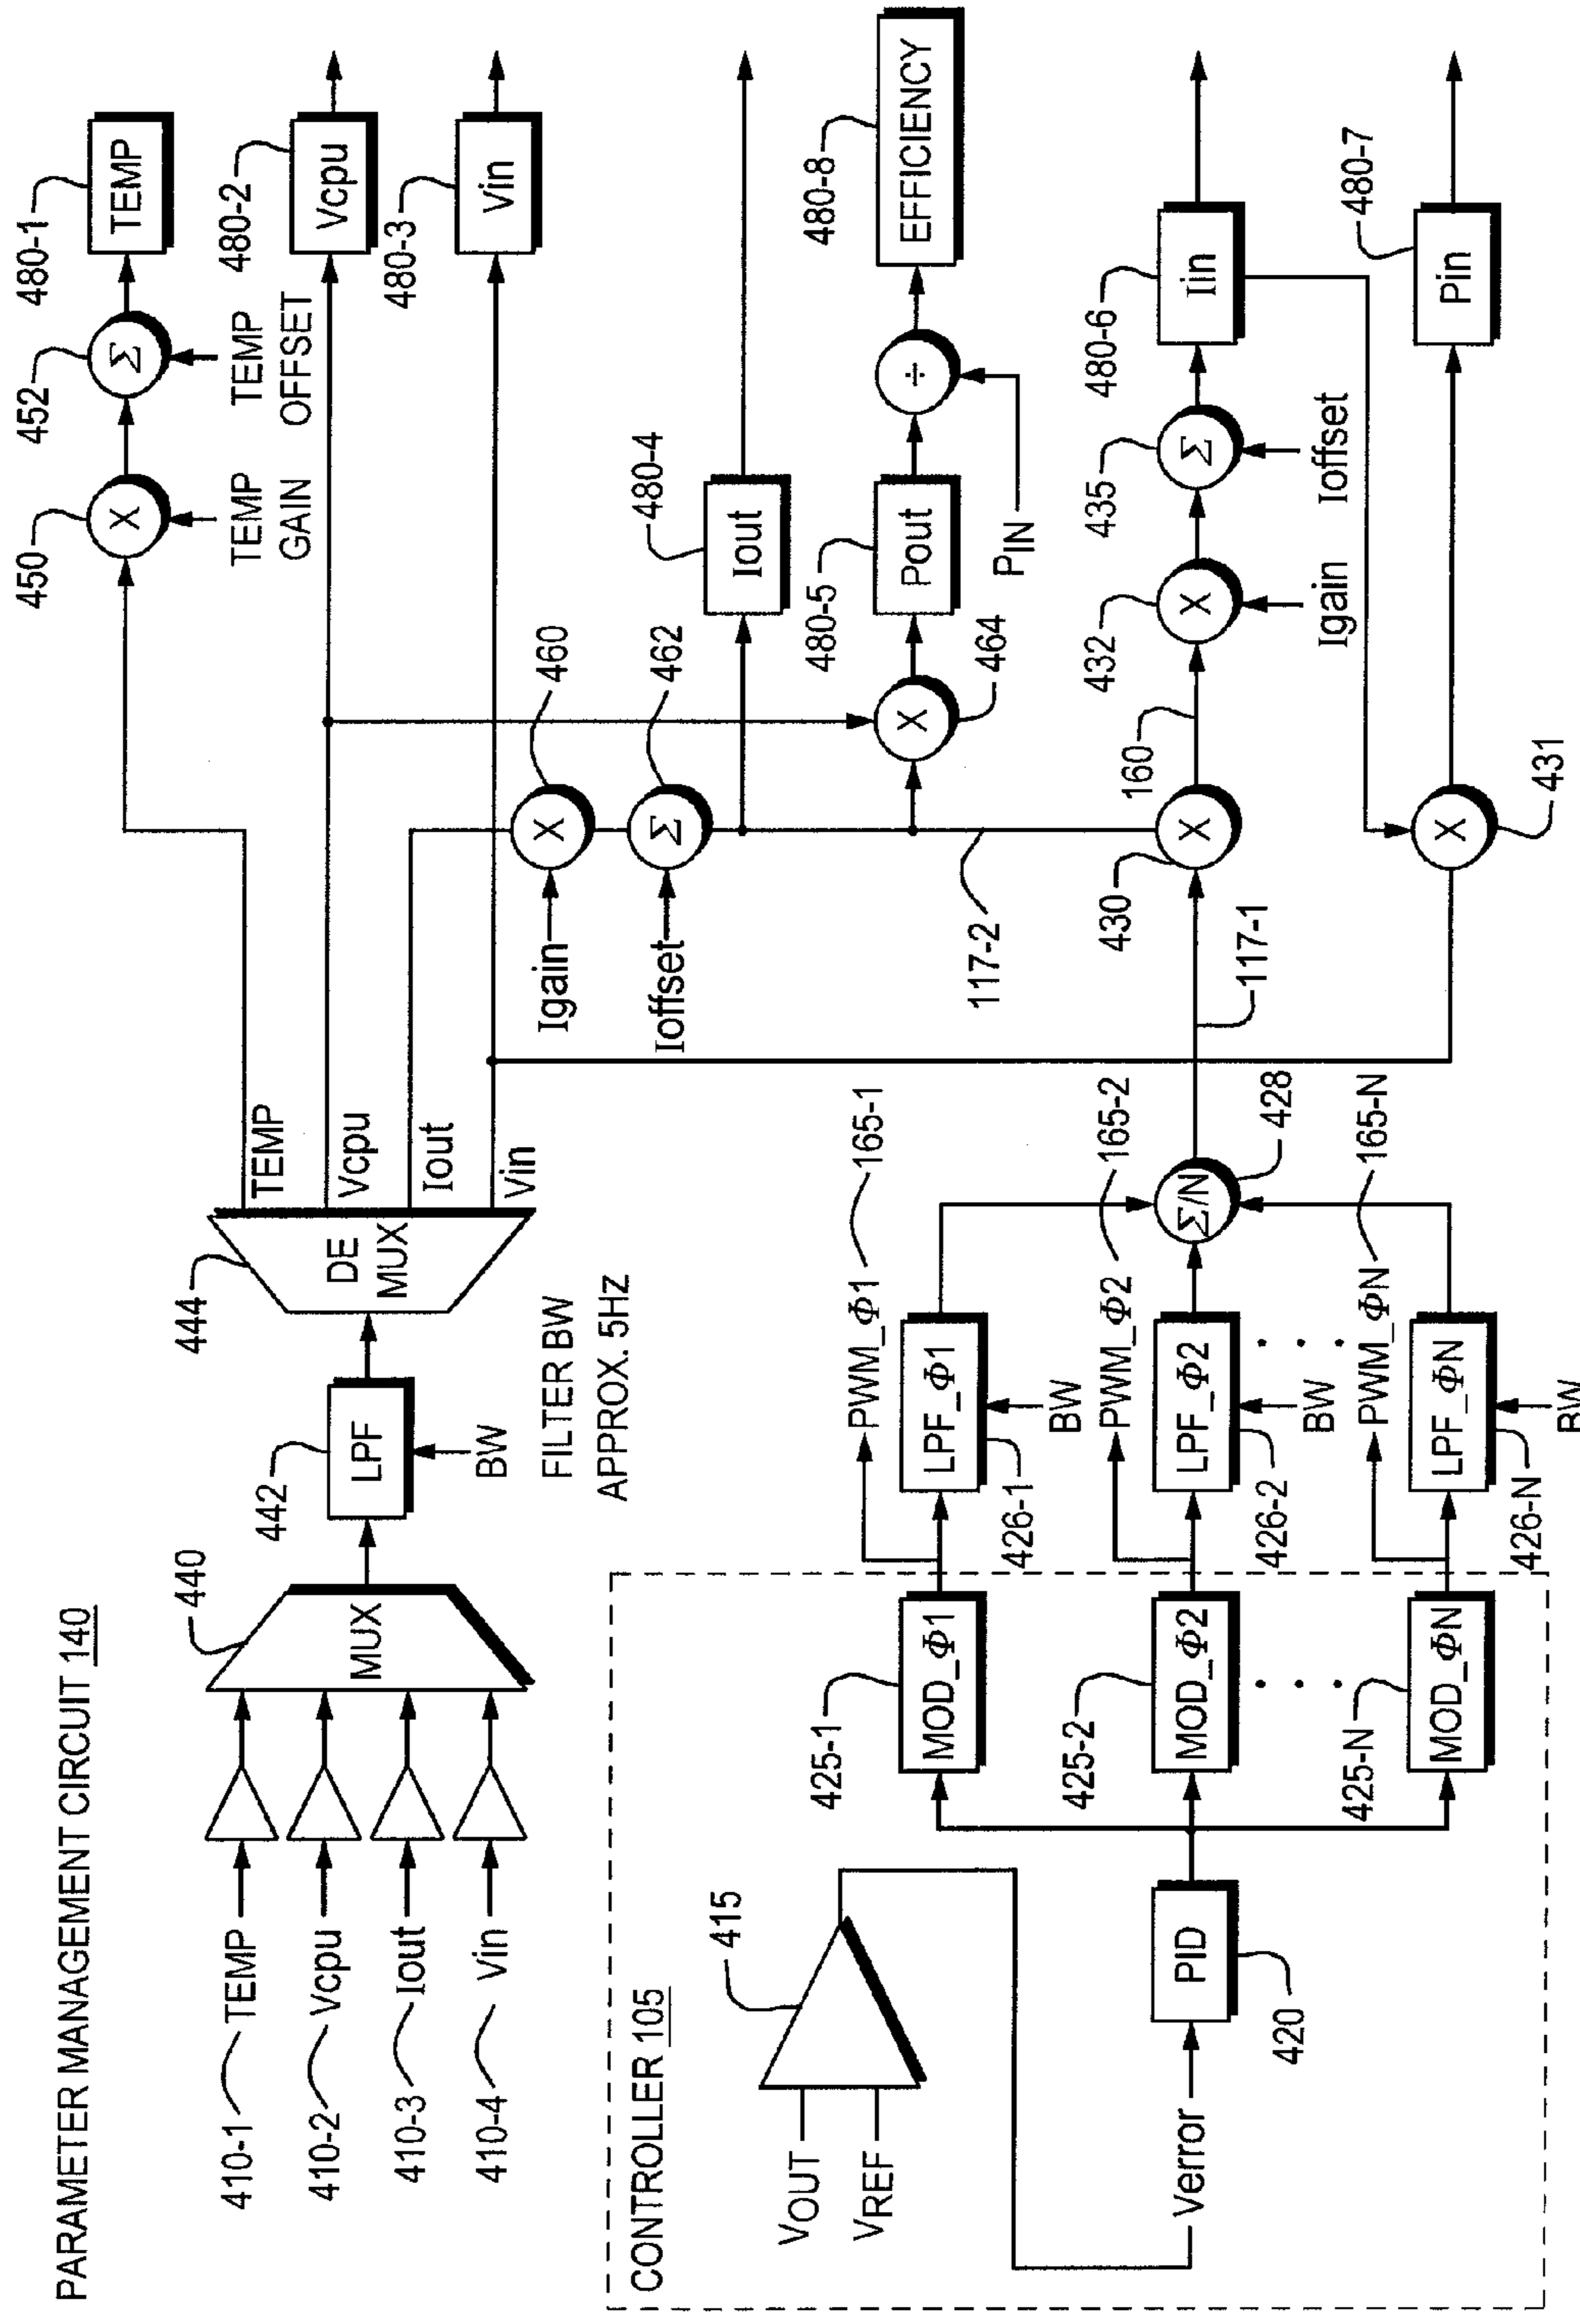 PARAMETER MANAGEMENT CIRCUIT 140
410-1
TEMP
410-2
Vcpu
410-3
Iout
410-4
Vin
440
MUX
442
LPF
BW
FILTER BW
APPROX. 5HZ
444
DE
MUX
TEMP
Vcpu
Iout
Vin
450
X
TEMP
GAIN
452
Σ
TEMP
OFFSET
480-1
TEMP
480-2
Vcpu
480-3
Vin
Igain
X
460
Ioffset
Σ
462
480-4
Iout
117-2
X
464
480-5
Pout
÷
PIN
480-8
EFFICIENCY
CONTROLLER 105
VOUT
VREF
415
Verror
PID
420
425-1
MOD_Φ1
425-2
MOD_Φ2
. . .
425-N
MOD_ΦN
PWM_Φ1
165-1
LPF_Φ1
426-1
BW
PWM_Φ2
165-2
LPF_Φ2
426-2
BW
. . .
PWM_ΦN
165-N
LPF_ΦN
426-N
BW
Σ/N
428
117-1
430
X
160
432
X
Igain
435
Σ
Ioffset
480-6
Iin
X
431
480-7
Pin